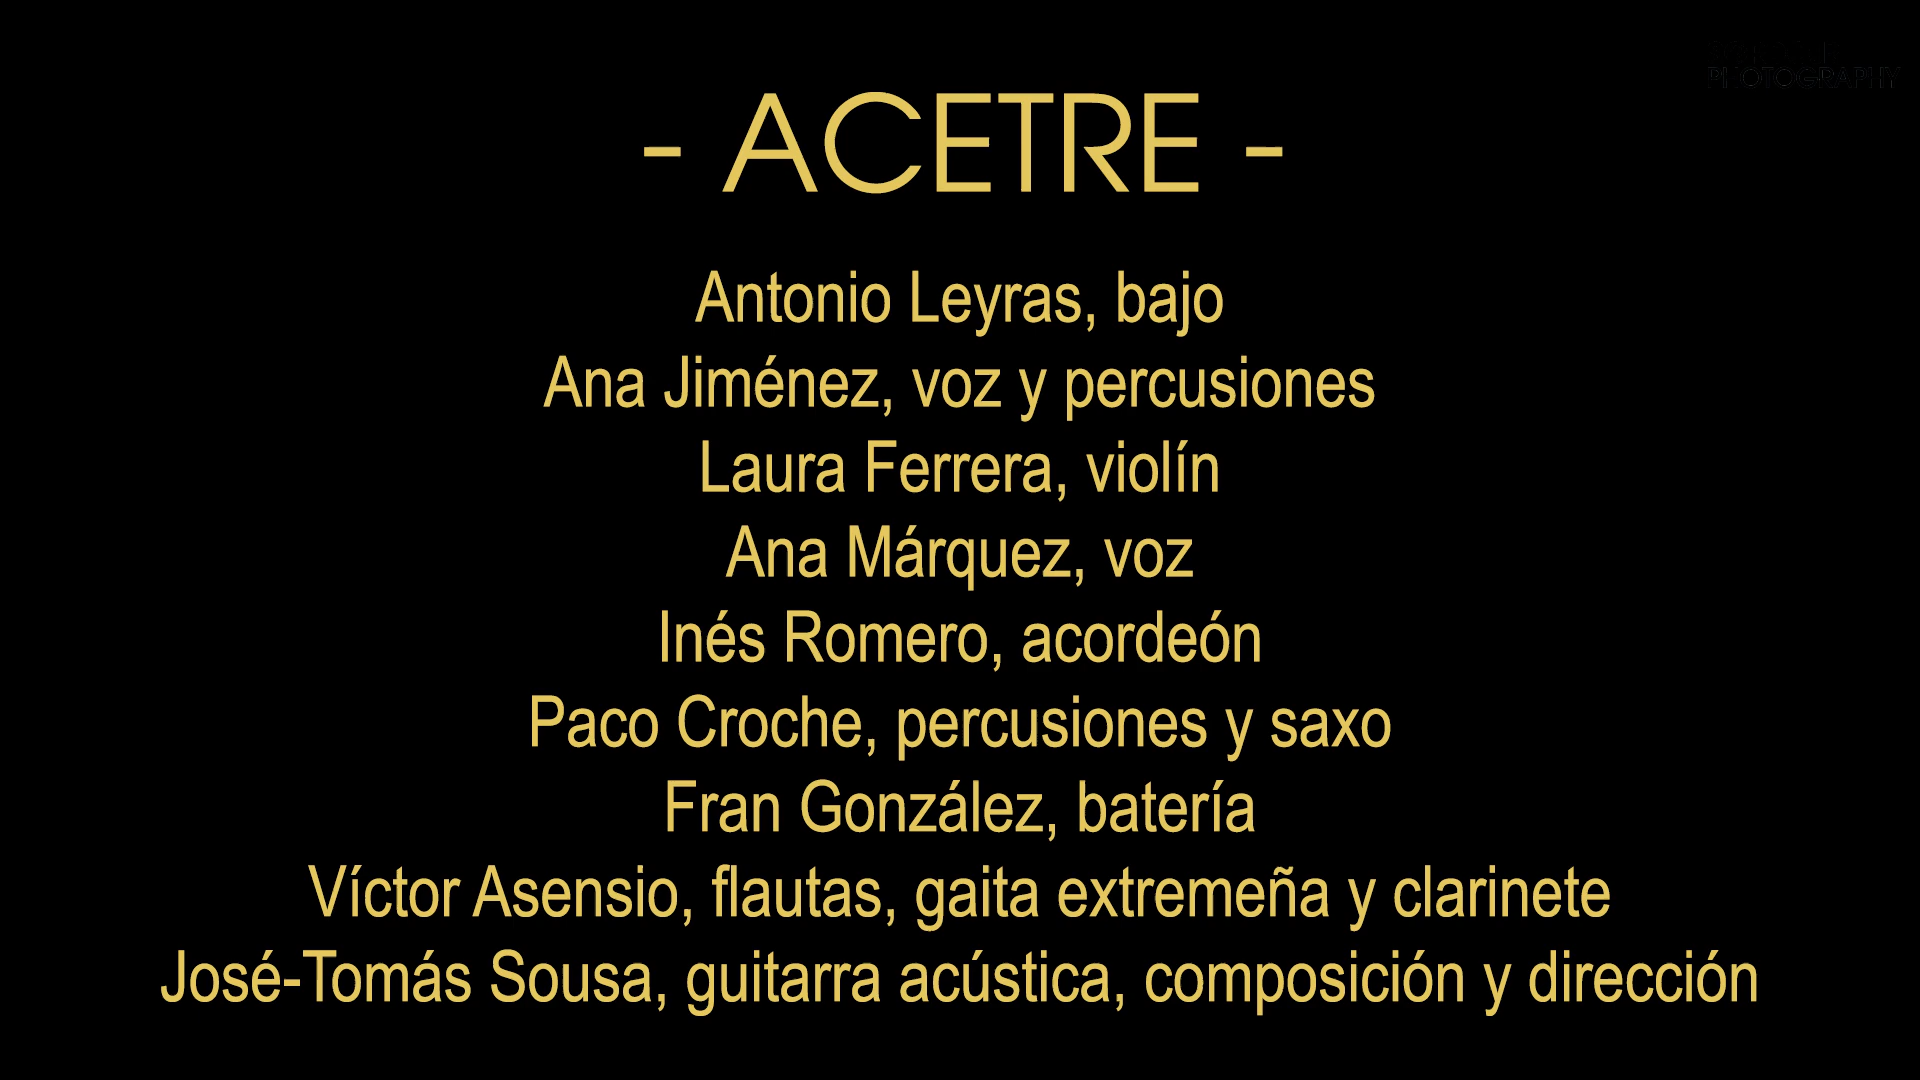 PHOTOGRAPHY
- ACETRE -
Antonio Leyras, bajo
Ana Jiménez, voz y percusiones
Laura Ferrera, violín
Ana Márquez, voz
Inés Romero, acordeón
Paco Croche, percusiones y saxo
Fran González, batería
Víctor Asensio, flautas, gaita extremeña y clarinete
José-Tomás Sousa, guitarra acústica, composición y dirección